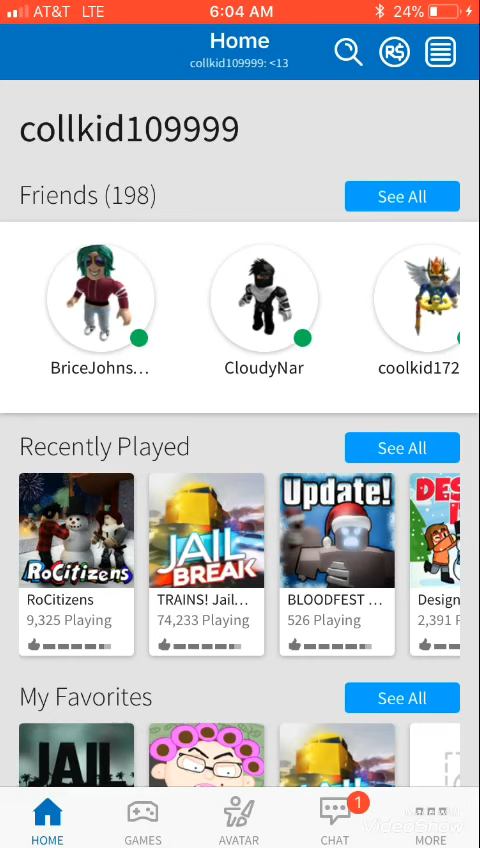 AT&T LTE 6:04 AM 24%
Home
collkid109999: <13
R$
collkid109999
Friends (198)
See All
BriceJohns...
CloudyNar
coolkid172
Recently Played
See All
RoCitizens
JAIL
BREAK
Update!
DES
RoCitizens
TRAINS! Jail...
BLOODFEST ...
Design
9,325 Playing
74,233 Playing
526 Playing
2,391 P
My Favorites
See All
JAIL
1
HOME
GAMES
AVATAR
CHAT
MORE
VideoShow